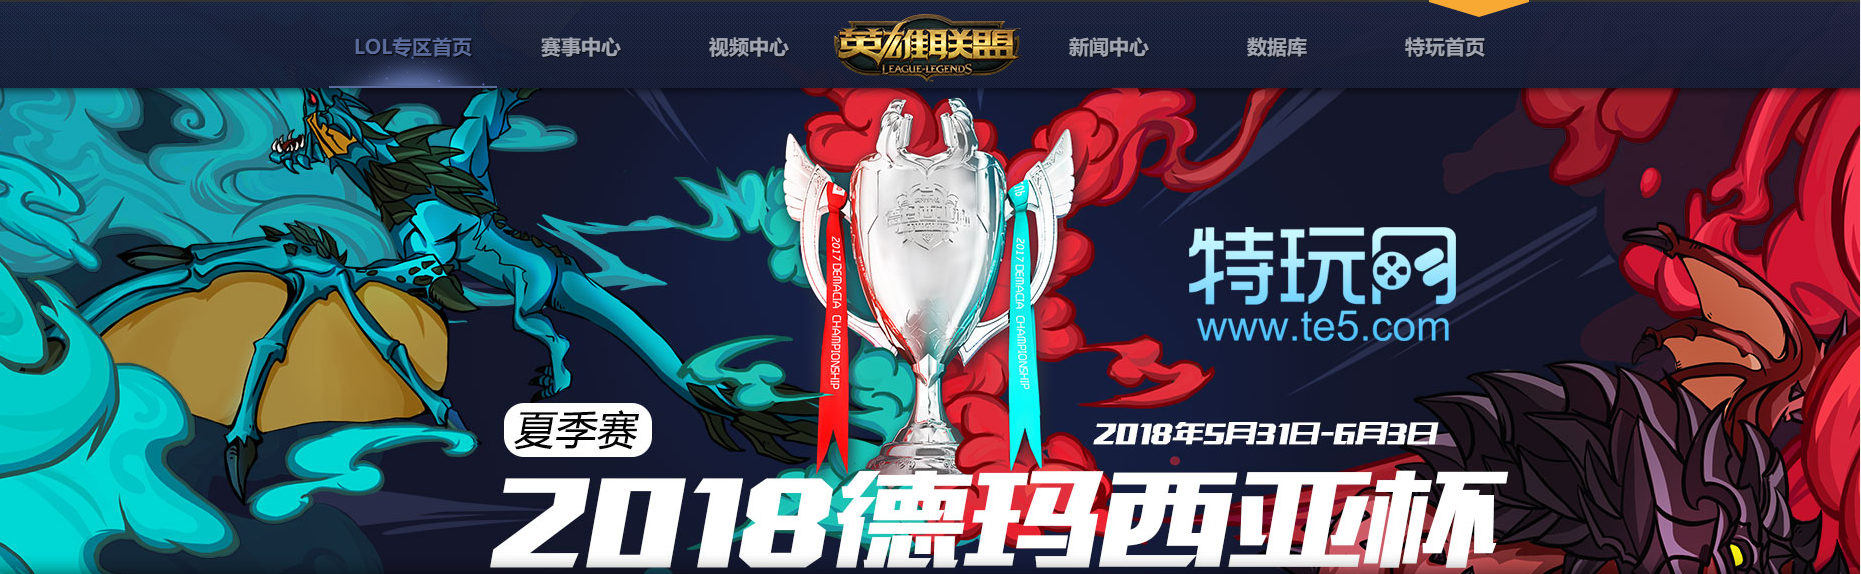 LOL专区首页
赛事中心
视频中心
英雄联盟
LEAGUE OF LEGENDS
新闻中心
数据库
特玩首页
2017 DEMACIA CHAMPIONSHIP
2017 DEMACIA CHAMPIONSHIP
特玩网
www.te5.com
夏季赛
2018年5月31日-6月3日
2018德玛西亚杯